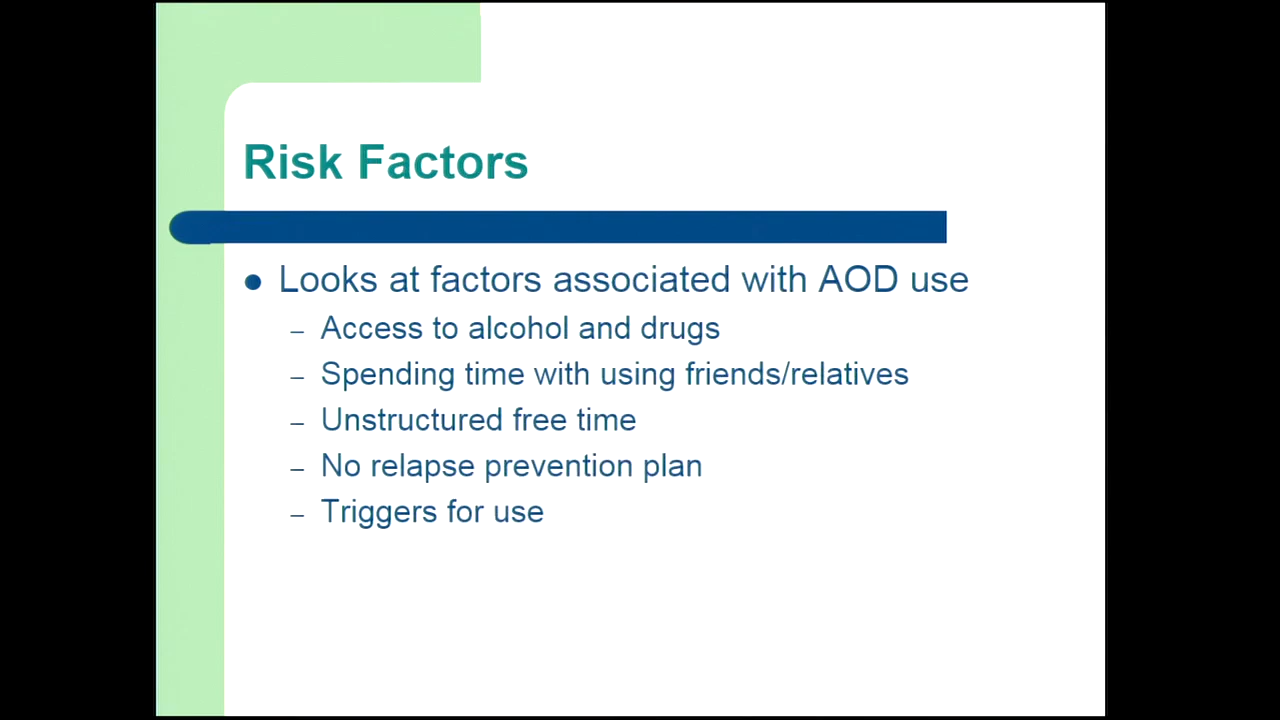 Risk Factors
● Looks at factors associated with AOD use
– Access to alcohol and drugs
– Spending time with using friends/relatives
– Unstructured free time
– No relapse prevention plan
– Triggers for use